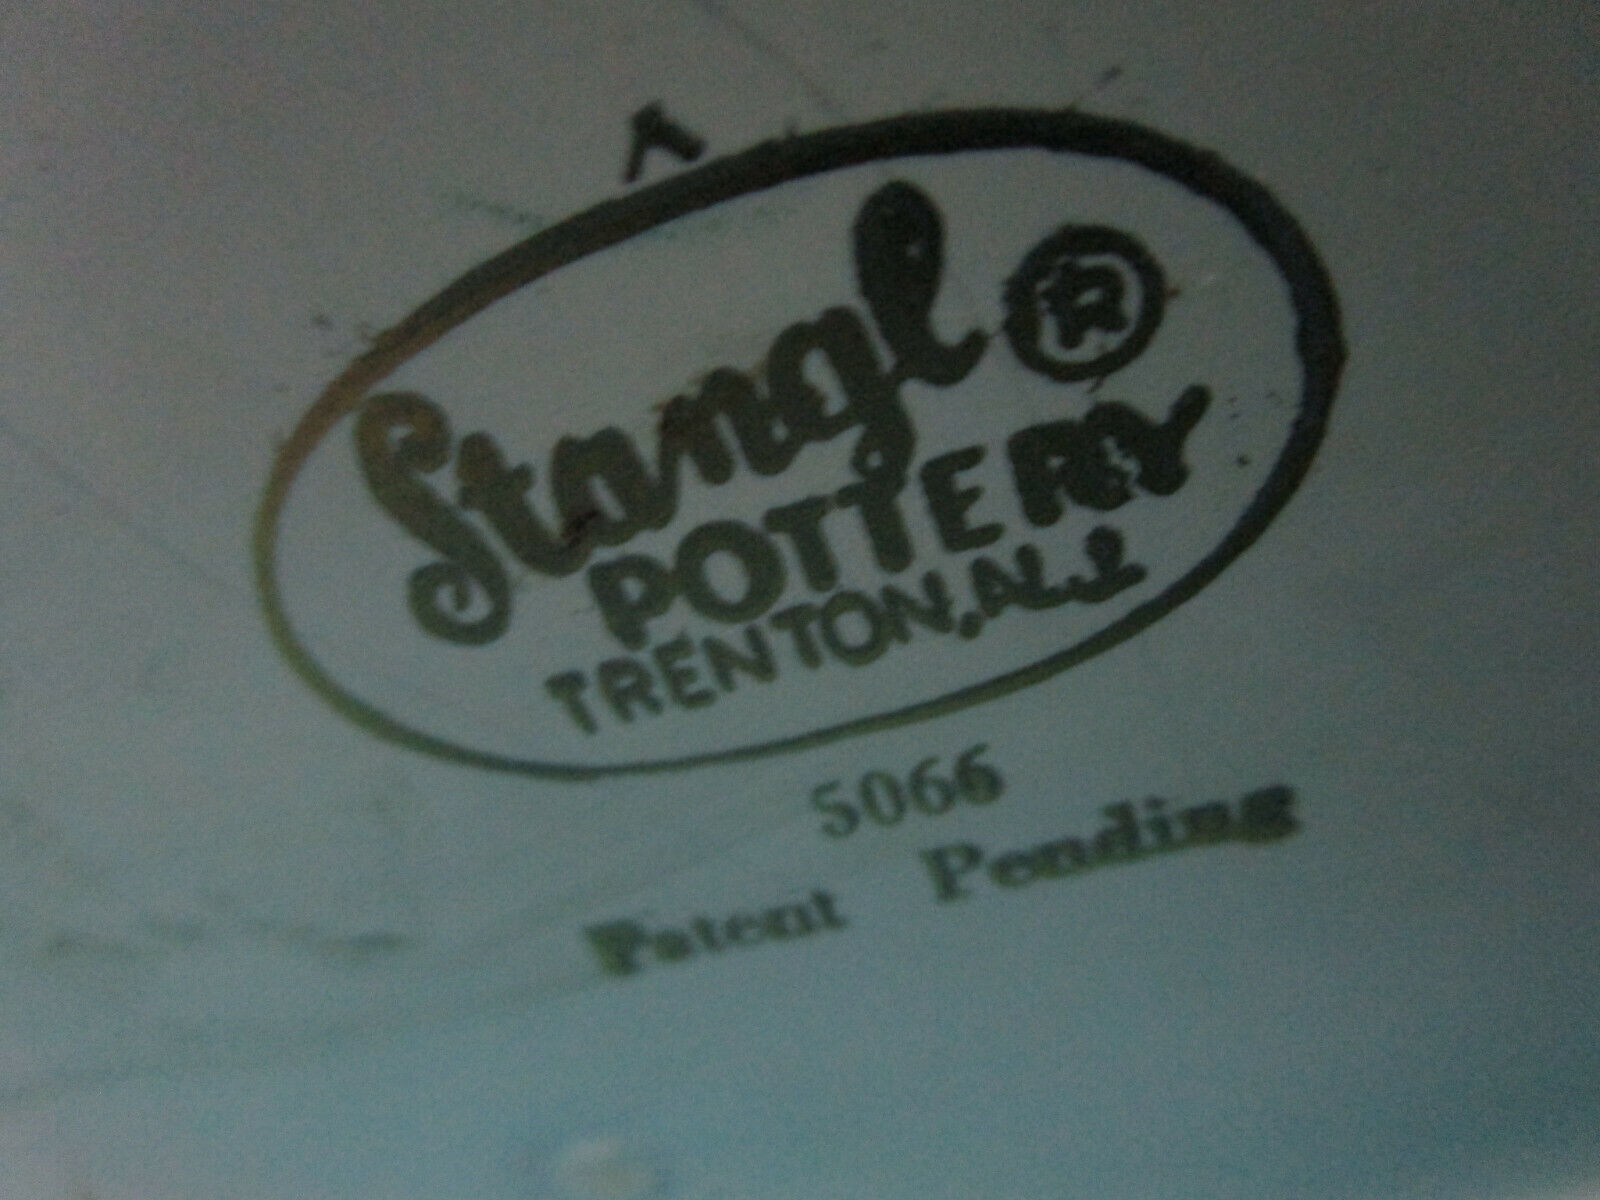 Stangl ®
POTTERY
TRENTON, N.J.
5066
Patent Pending